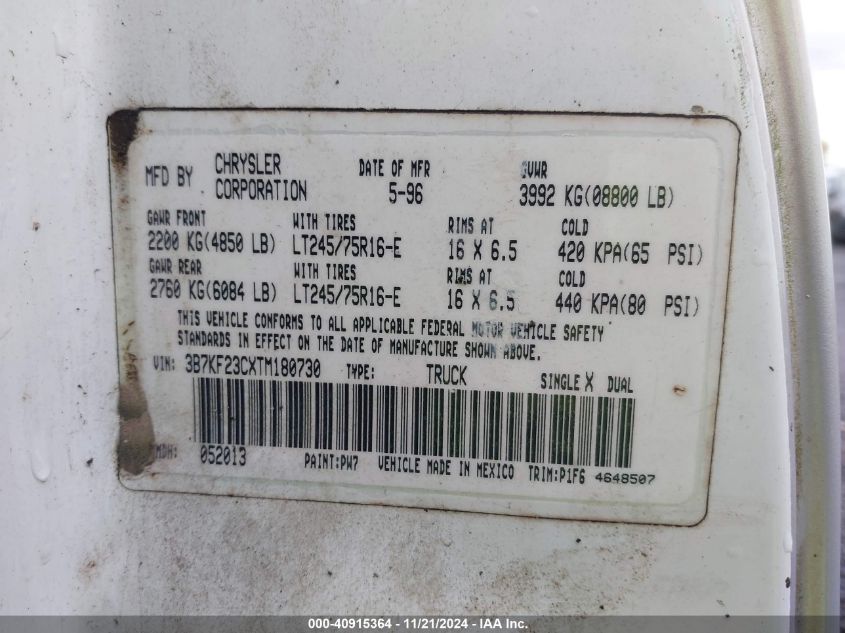 MFD BY CHRYSLER CORPORATION DATE OF MFR 5-96 GVWR 3992 KG(08800 LB)
GAWR FRONT WITH TIRES RIMS AT COLD
2200 KG(4850 LB) LT245/75R16-E 16 X 6.5 420 KPA(65 PSI)
GAWR REAR WITH TIRES RIMS AT COLD
2760 KG(6084 LB) LT245/75R16-E 16 X 6.5 440 KPA(80 PSI)
THIS VEHICLE CONFORMS TO ALL APPLICABLE FEDERAL MOTOR VEHICLE SAFETY
STANDARDS IN EFFECT ON THE DATE OF MANUFACTURE SHOWN ABOVE.
VIN: 3B7KF23CXTM180730 TYPE: TRUCK SINGLE X DUAL
MDH: 052013 PAINT:PW7 VEHICLE MADE IN MEXICO TRIM:P1F6 4648507
000-40915364 - 11/21/2024 - IAA Inc.